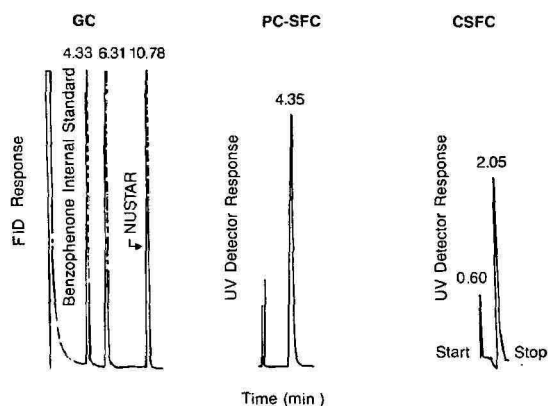 GC
PC-SFC
CSFC
4.33 6.31 10.78
FID Response
Benzophenone Internal Standard
NUSTAR
UV Detector Response
4.35
UV Detector Response
2.05
0.60
Start
Stop
Time (min )